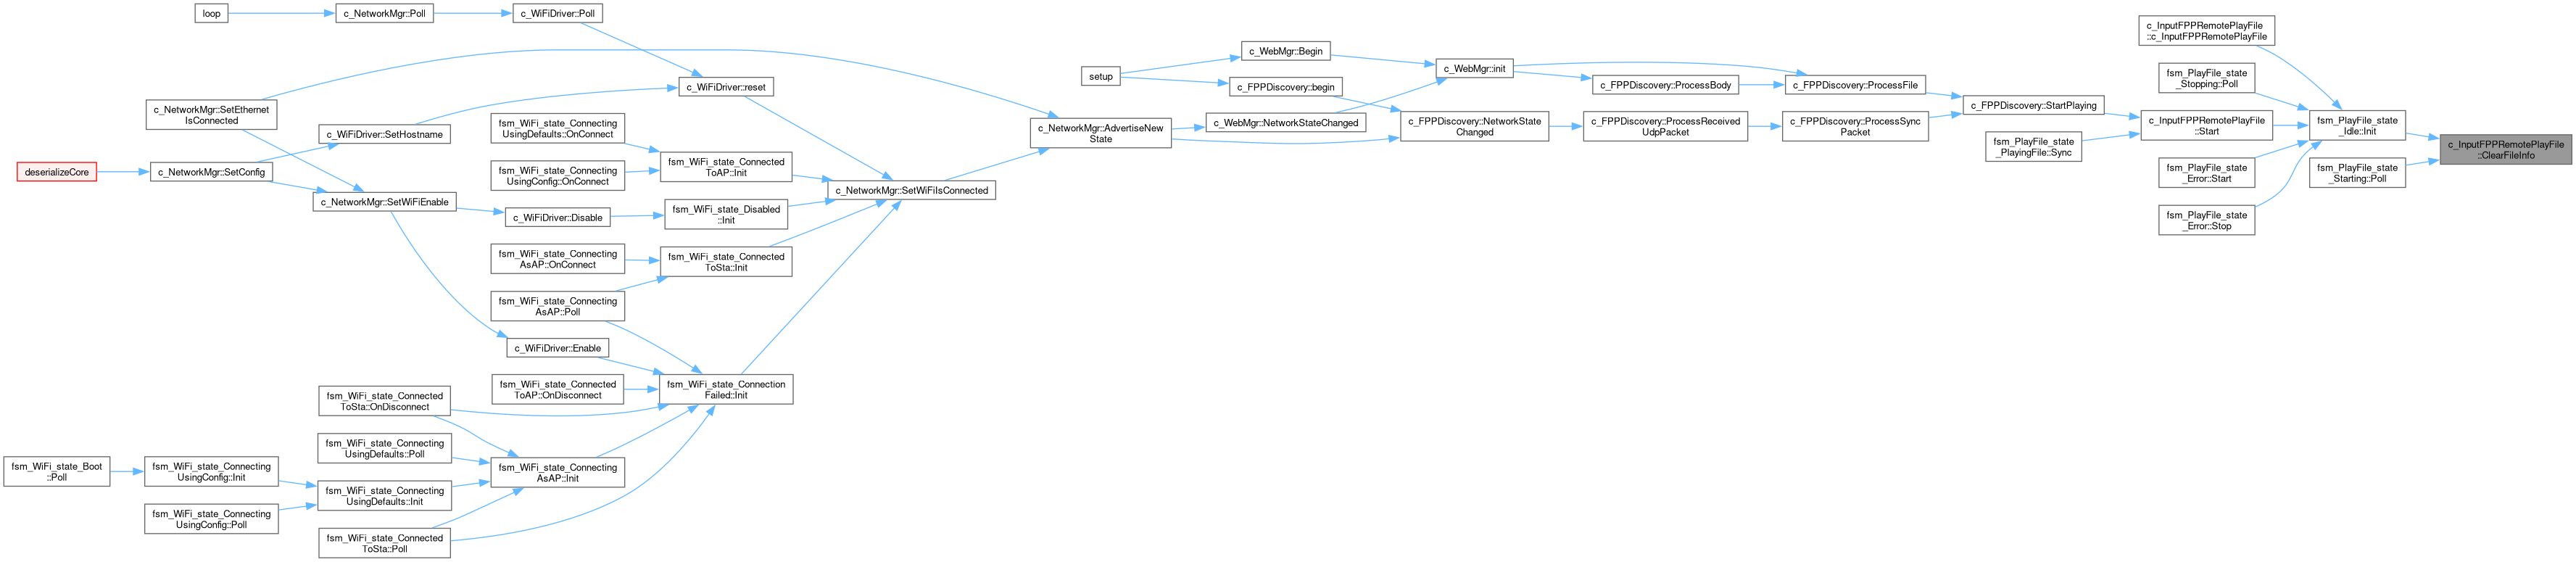 loop
c_NetworkMgr::Poll
c_WiFiDriver::Poll
c_InputFPPRemotePlayFile
::c_InputFPPRemotePlayFile
c_WebMgr::Begin
c_WebMgr::init
setup
c_FPPDiscovery::begin
c_FPPDiscovery::ProcessBody
c_FPPDiscovery::ProcessFile
fsm_PlayFile_state
_Stopping::Poll
c_WiFiDriver::reset
c_NetworkMgr::SetEthernet
IsConnected
c_WiFiDriver::SetHostname
fsm_WiFi_state_Connecting
UsingDefaults::OnConnect
c_NetworkMgr::AdvertiseNew
State
c_WebMgr::NetworkStateChanged
c_FPPDiscovery::NetworkState
Changed
c_FPPDiscovery::ProcessReceived
UdpPacket
c_FPPDiscovery::ProcessSync
Packet
c_FPPDiscovery::StartPlaying
c_InputFPPRemotePlayFile
::Start
fsm_PlayFile_state
_Idle::Init
c_InputFPPRemotePlayFile
::ClearFileInfo
fsm_PlayFile_state
_PlayingFile::Sync
fsm_PlayFile_state
_Error::Start
fsm_PlayFile_state
_Starting::Poll
fsm_PlayFile_state
_Error::Stop
deserializeCore
c_NetworkMgr::SetConfig
c_NetworkMgr::SetWiFiEnable
fsm_WiFi_state_Connecting
UsingConfig::OnConnect
fsm_WiFi_state_Connected
ToAP::Init
c_NetworkMgr::SetWiFiIsConnected
c_WiFiDriver::Disable
fsm_WiFi_state_Disabled
::Init
fsm_WiFi_state_Connecting
AsAP::OnConnect
fsm_WiFi_state_Connected
ToSta::Init
fsm_WiFi_state_Connecting
AsAP::Poll
c_WiFiDriver::Enable
fsm_WiFi_state_Connected
ToAP::OnDisconnect
fsm_WiFi_state_Connection
Failed::Init
fsm_WiFi_state_Connected
ToSta::OnDisconnect
fsm_WiFi_state_Connecting
UsingDefaults::Poll
fsm_WiFi_state_Connecting
AsAP::Init
fsm_WiFi_state_Boot
::Poll
fsm_WiFi_state_Connecting
UsingConfig::Init
fsm_WiFi_state_Connecting
UsingDefaults::Init
fsm_WiFi_state_Connecting
UsingConfig::Poll
fsm_WiFi_state_Connected
ToSta::Poll